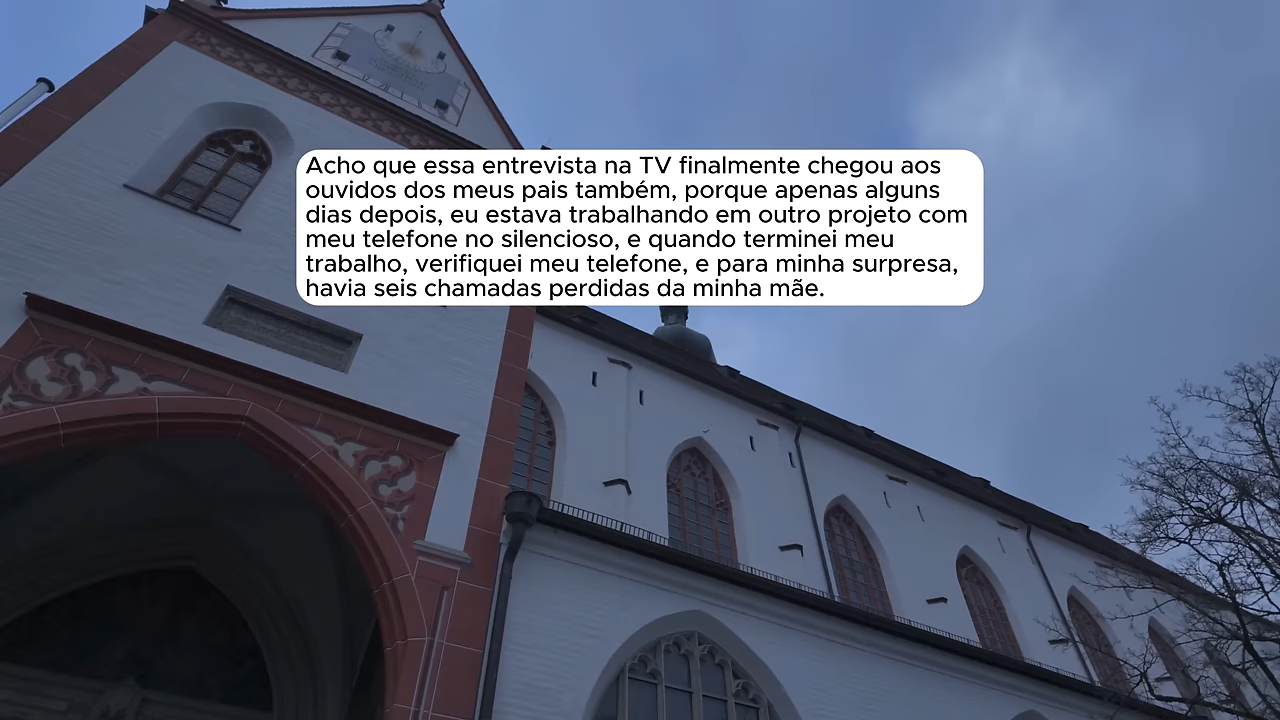 Acho que essa entrevista na TV finalmente chegou aos
ouvidos dos meus pais também, porque apenas alguns
dias depois, eu estava trabalhando em outro projeto com
meu telefone no silencioso, e quando terminei meu
trabalho, verifiquei meu telefone, e para minha surpresa,
havia seis chamadas perdidas da minha mãe.